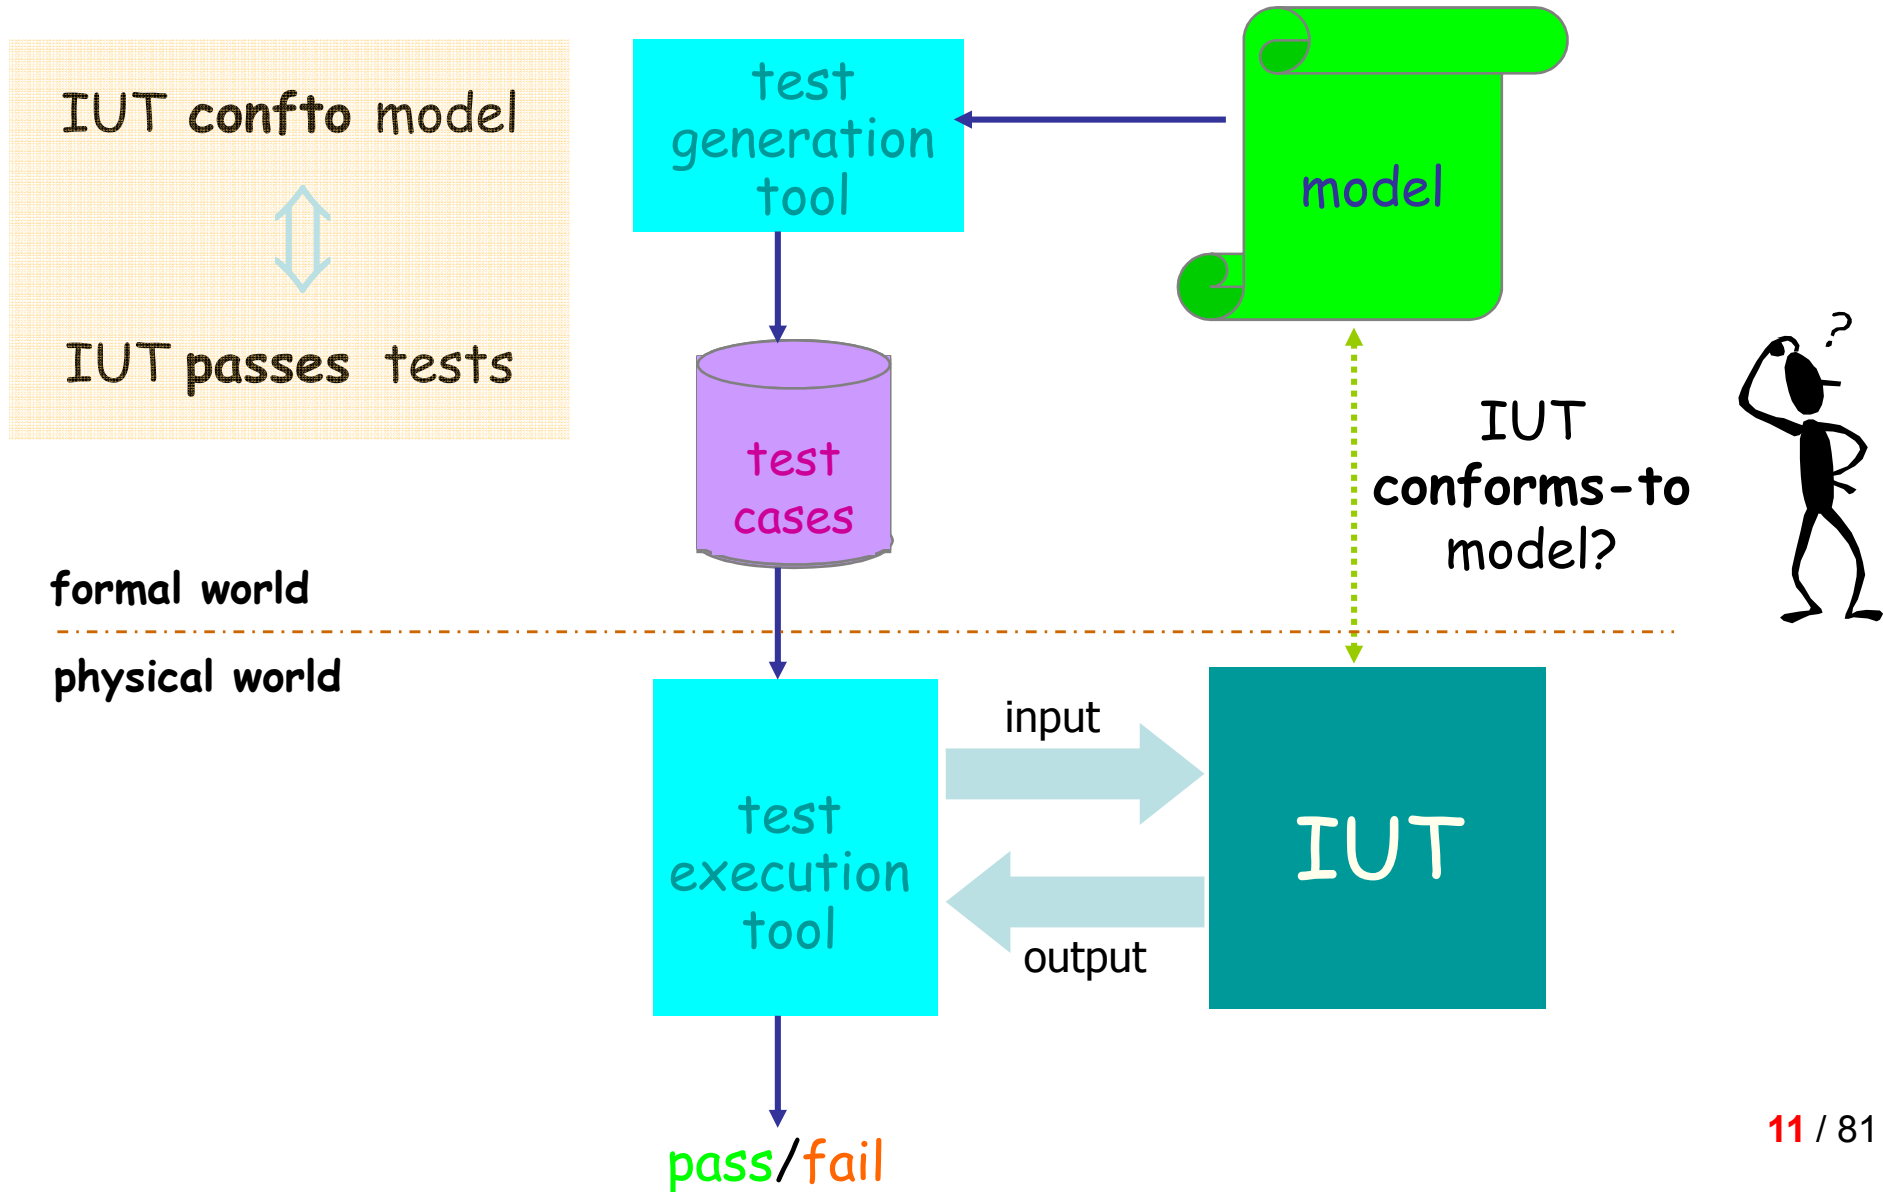 IUT confto model
⇕
IUT passes tests
test
generation
tool
model
?
test
cases
IUT
conforms-to
model?
formal world
physical world
test
execution
tool
input
output
IUT
pass/fail
11 / 81